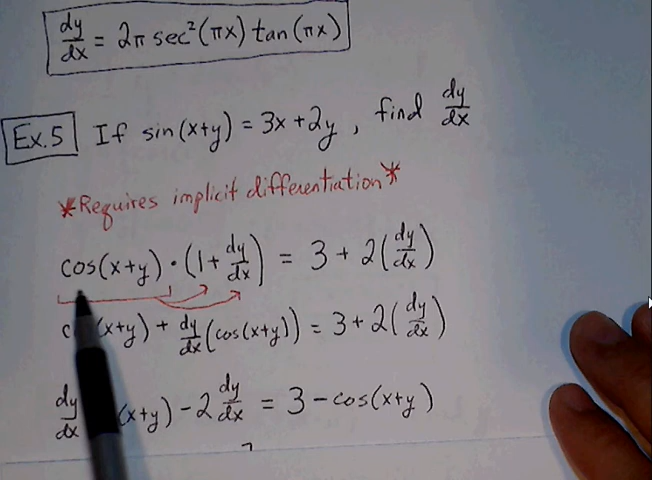 dy/dx = 2π sec²(πx) tan(πx)
Ex.5 If sin(x+y) = 3x+2y, find dy/dx
*Requires implicit differentiation*
cos(x+y) · (1 + dy/dx) = 3 + 2(dy/dx)
c (x+y) + dy/dx (cos(x+y)) = 3 + 2(dy/dx)
dy/dx (x+y) − 2 dy/dx = 3 − cos(x+y)